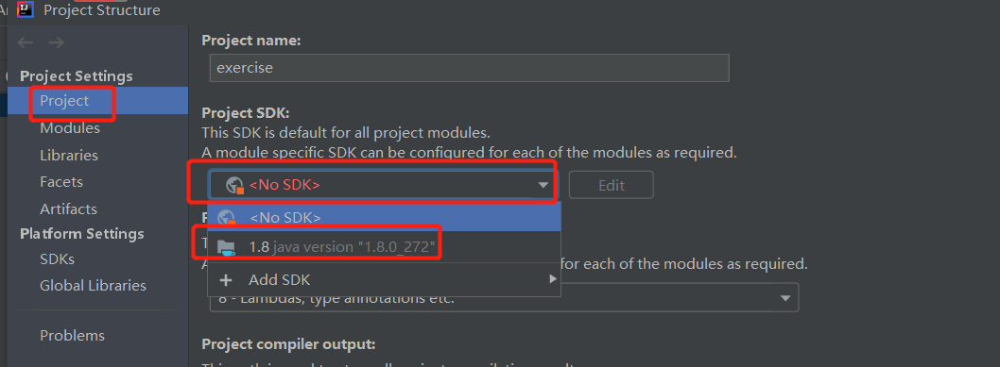 Project Structure
Project name:
Project Settings
exercise
Project
Project SDK:
Modules
This SDK is default for all project modules.
A module specific SDK can be configured for each of the modules as required.
Libraries
Facets
<No SDK>
Edit
Artifacts
<No SDK>
Platform Settings
1.8 java version "1.8.0_272"
SDKs
for each of the modules as required.
Global Libraries
Add SDK
8 - Lambdas, type annotations etc.
Problems
Project compiler output: